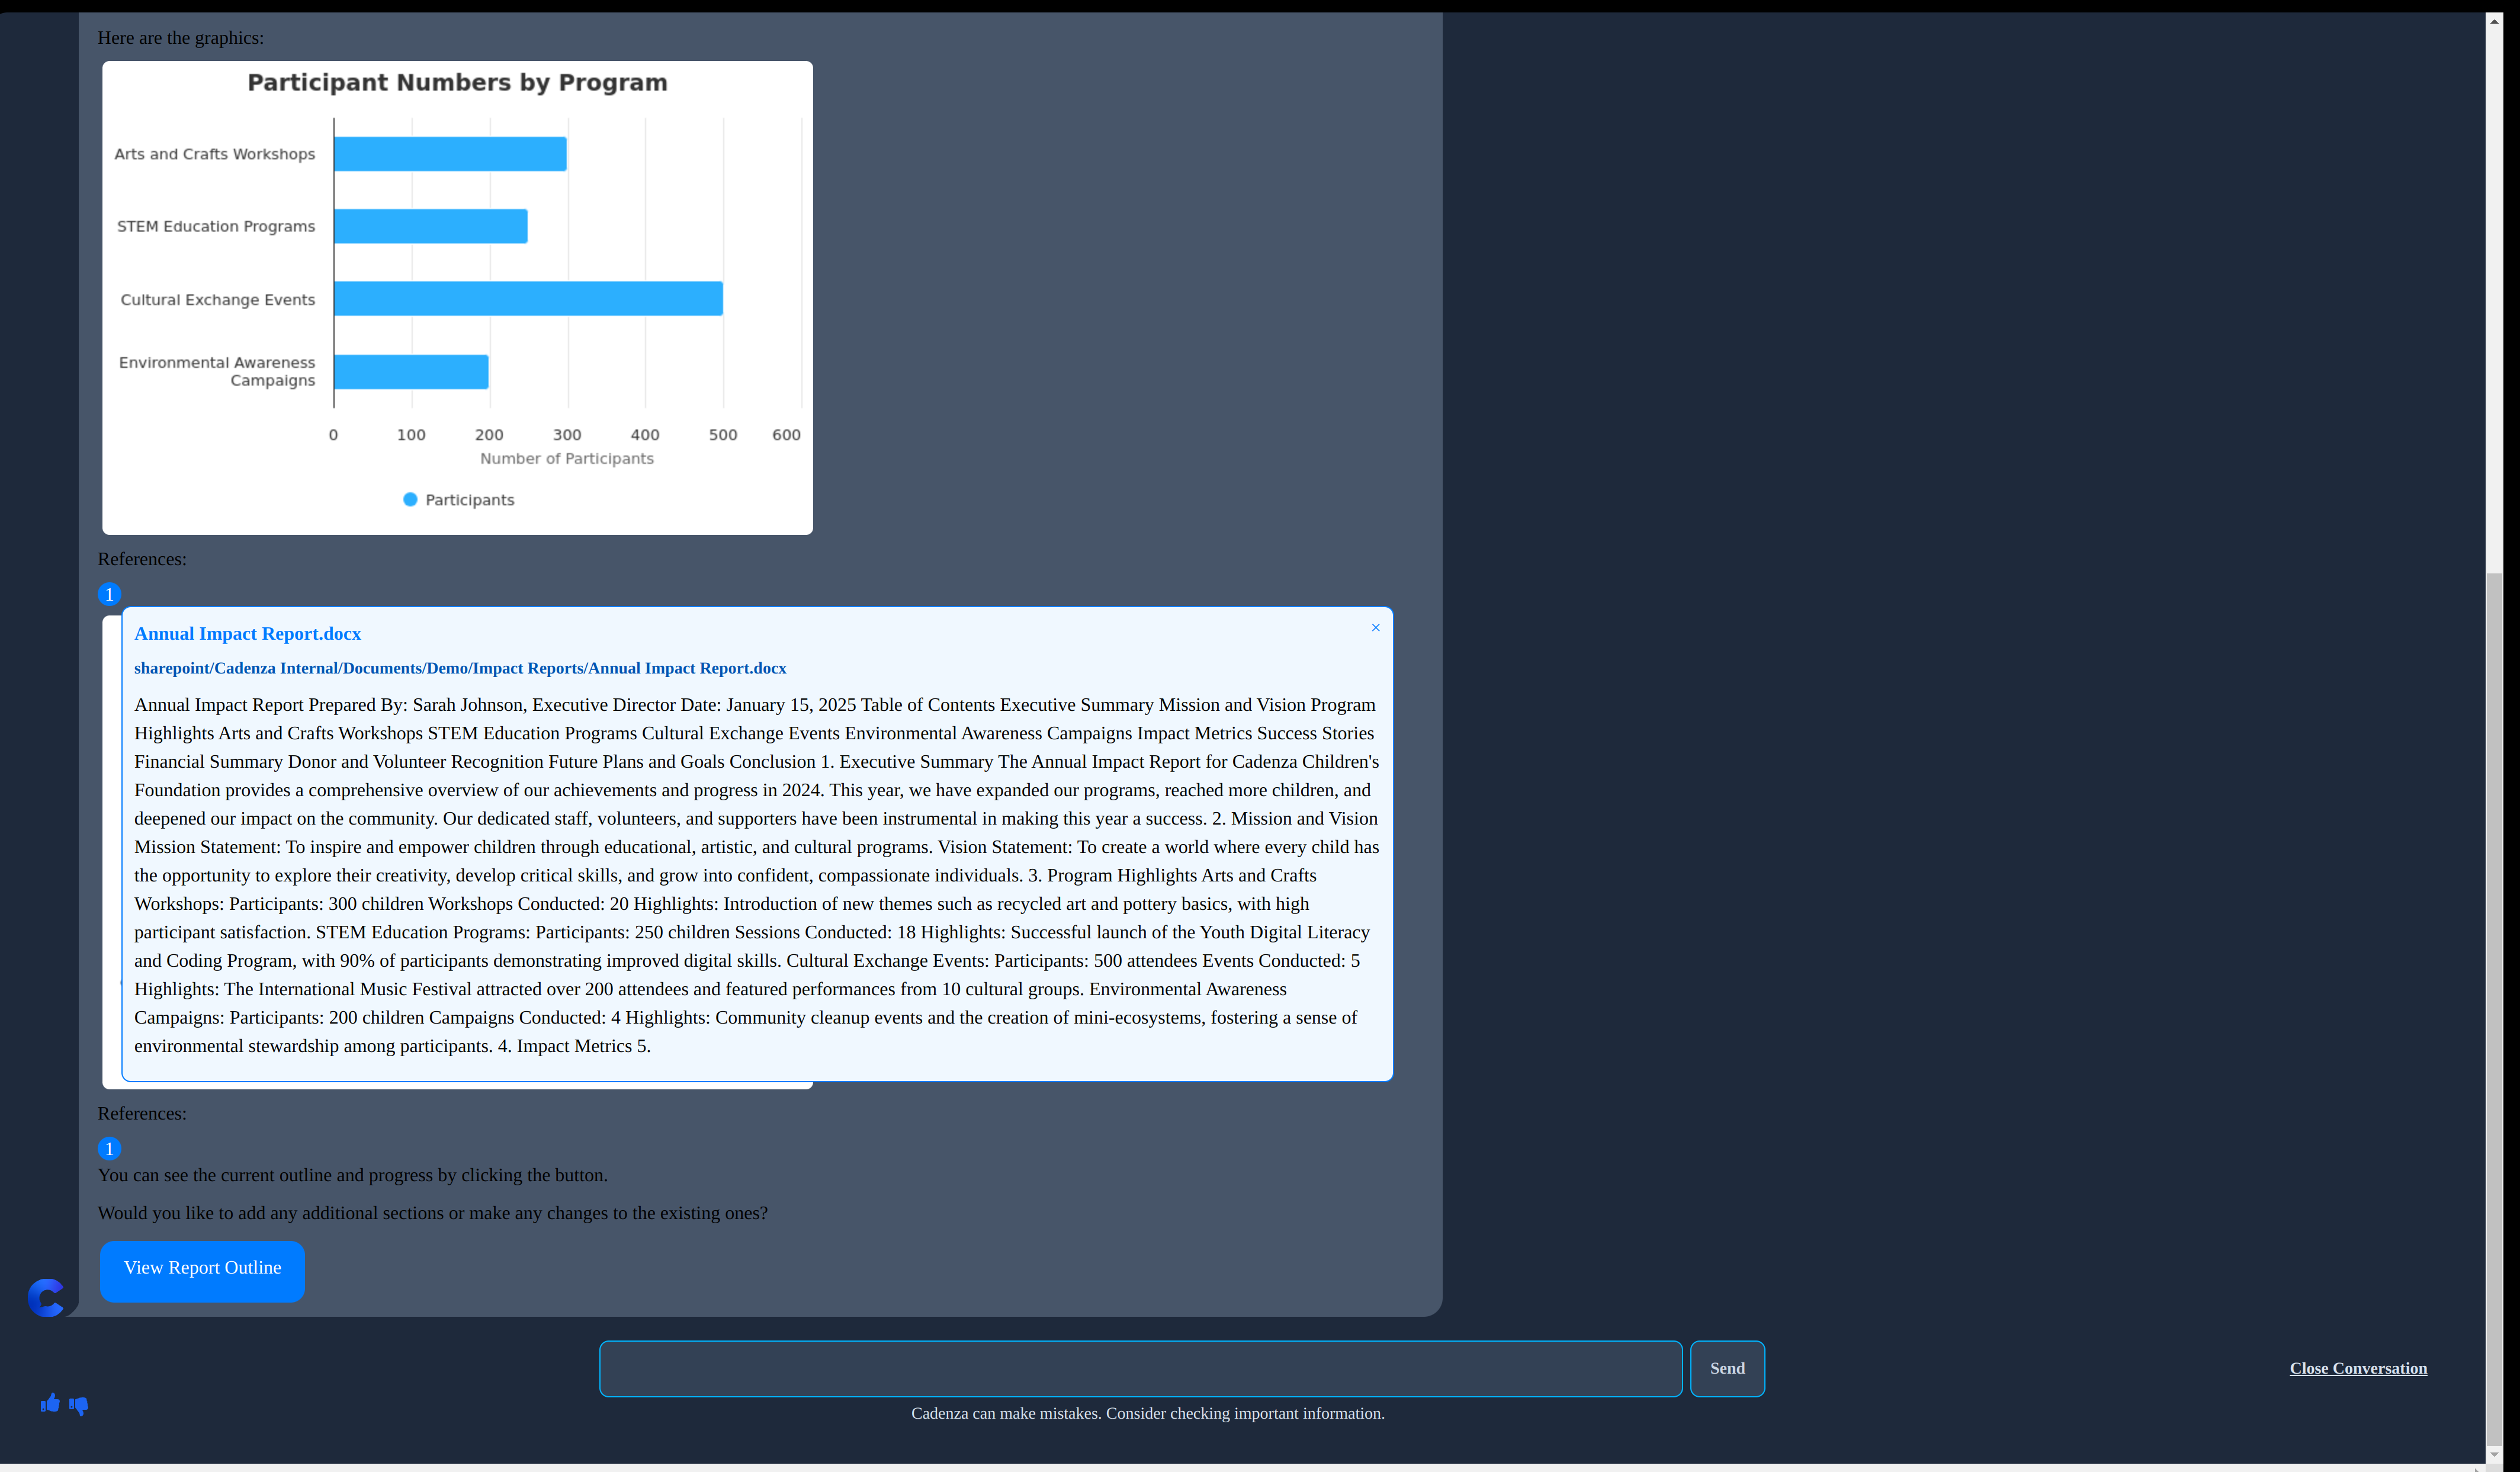 Here are the graphics:
Participant Numbers by Program
Arts and Crafts Workshops
STEM Education Programs
Cultural Exchange Events
Environmental Awareness
Campaigns
0 100 200 300 400 500 600
Number of Participants
Participants
References:
1
Annual Impact Report.docx
×
sharepoint/Cadenza Internal/Documents/Demo/Impact Reports/Annual Impact Report.docx
Annual Impact Report Prepared By: Sarah Johnson, Executive Director Date: January 15, 2025 Table of Contents Executive Summary Mission and Vision Program
Highlights Arts and Crafts Workshops STEM Education Programs Cultural Exchange Events Environmental Awareness Campaigns Impact Metrics Success Stories
Financial Summary Donor and Volunteer Recognition Future Plans and Goals Conclusion 1. Executive Summary The Annual Impact Report for Cadenza Children's
Foundation provides a comprehensive overview of our achievements and progress in 2024. This year, we have expanded our programs, reached more children, and
deepened our impact on the community. Our dedicated staff, volunteers, and supporters have been instrumental in making this year a success. 2. Mission and Vision
Mission Statement: To inspire and empower children through educational, artistic, and cultural programs. Vision Statement: To create a world where every child has
the opportunity to explore their creativity, develop critical skills, and grow into confident, compassionate individuals. 3. Program Highlights Arts and Crafts
Workshops: Participants: 300 children Workshops Conducted: 20 Highlights: Introduction of new themes such as recycled art and pottery basics, with high
participant satisfaction. STEM Education Programs: Participants: 250 children Sessions Conducted: 18 Highlights: Successful launch of the Youth Digital Literacy
and Coding Program, with 90% of participants demonstrating improved digital skills. Cultural Exchange Events: Participants: 500 attendees Events Conducted: 5
Highlights: The International Music Festival attracted over 200 attendees and featured performances from 10 cultural groups. Environmental Awareness
Campaigns: Participants: 200 children Campaigns Conducted: 4 Highlights: Community cleanup events and the creation of mini-ecosystems, fostering a sense of
environmental stewardship among participants. 4. Impact Metrics 5.
References:
1
You can see the current outline and progress by clicking the button.
Would you like to add any additional sections or make any changes to the existing ones?
View Report Outline
Send
Close Conversation
Cadenza can make mistakes. Consider checking important information.